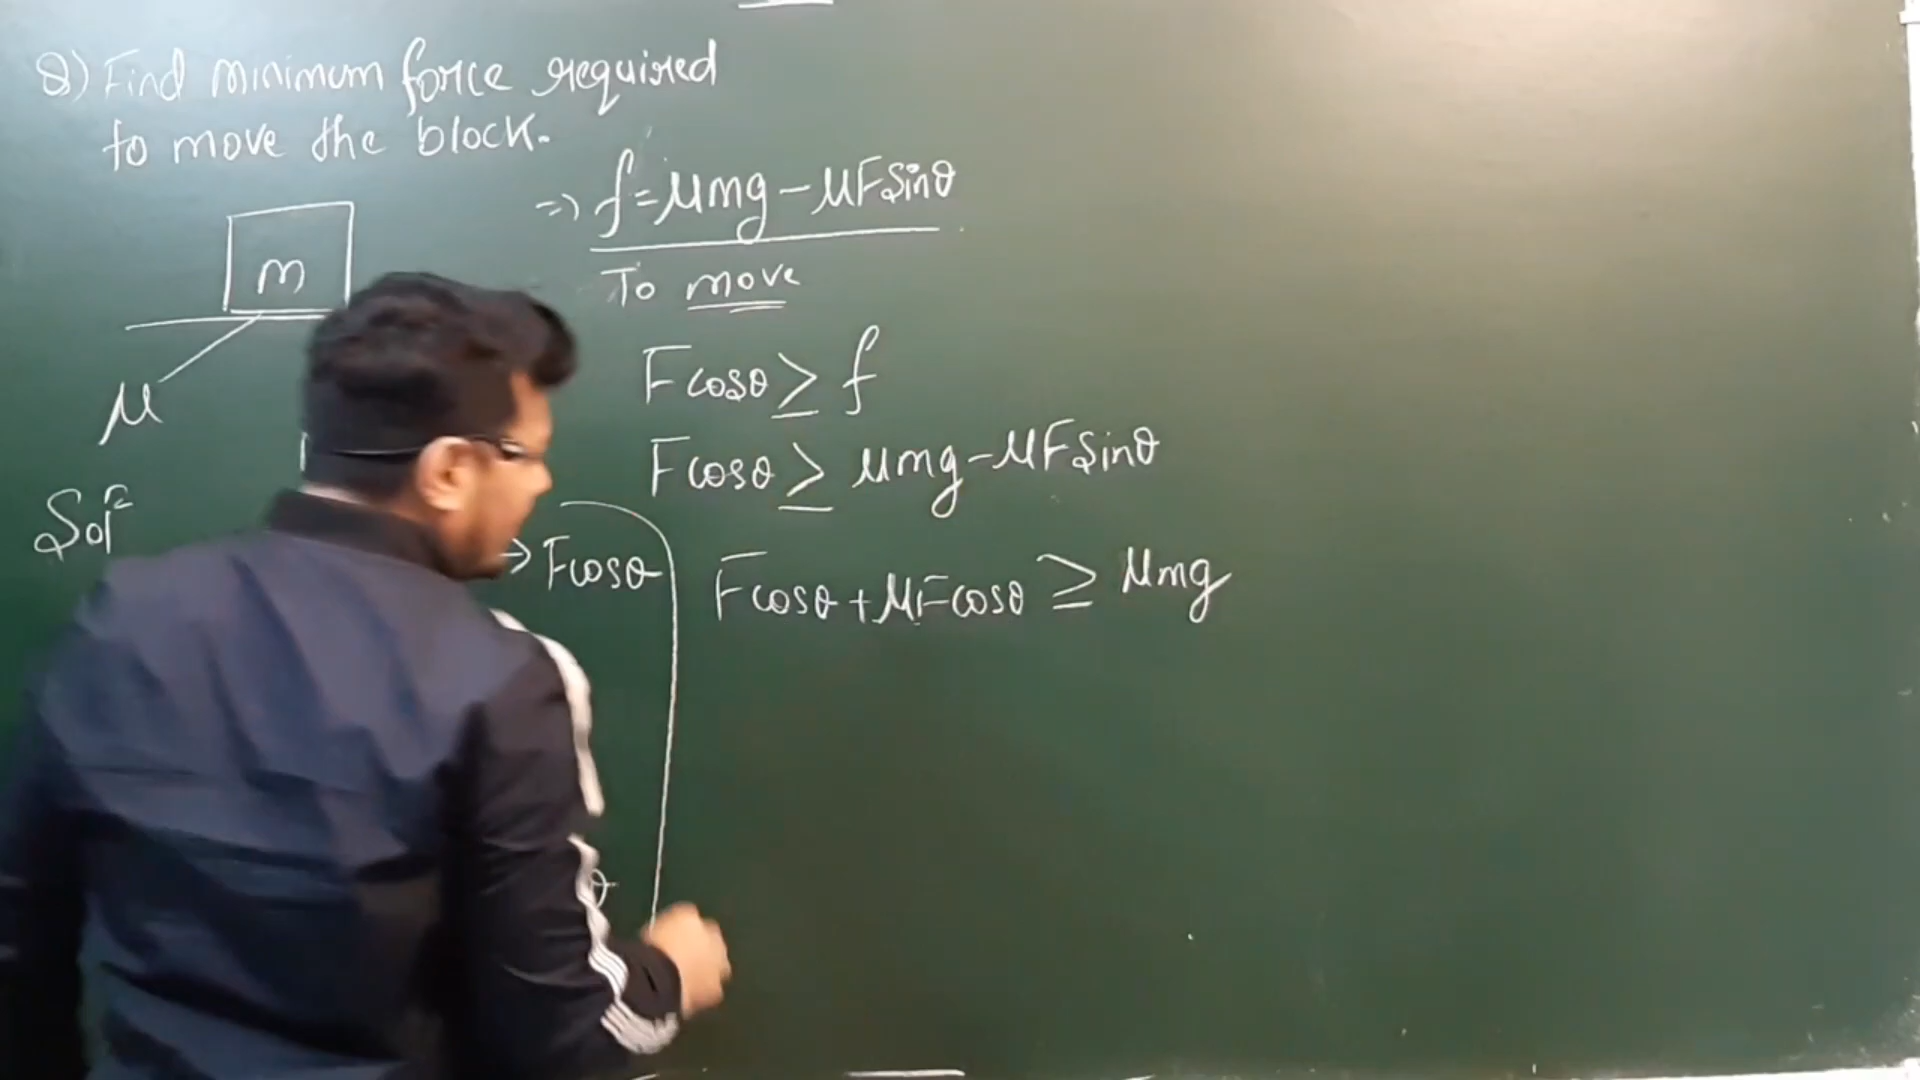 Q) Find minimum force required
to move the block.
m
μ
Solⁿ
⇒ f=μmg-μFSinθ
To move
Fcosθ ≥ f
Fcosθ ≥ μmg-μFSinθ
→ Fcosθ
Fcosθ+μFcosθ ≥ μmg
θ